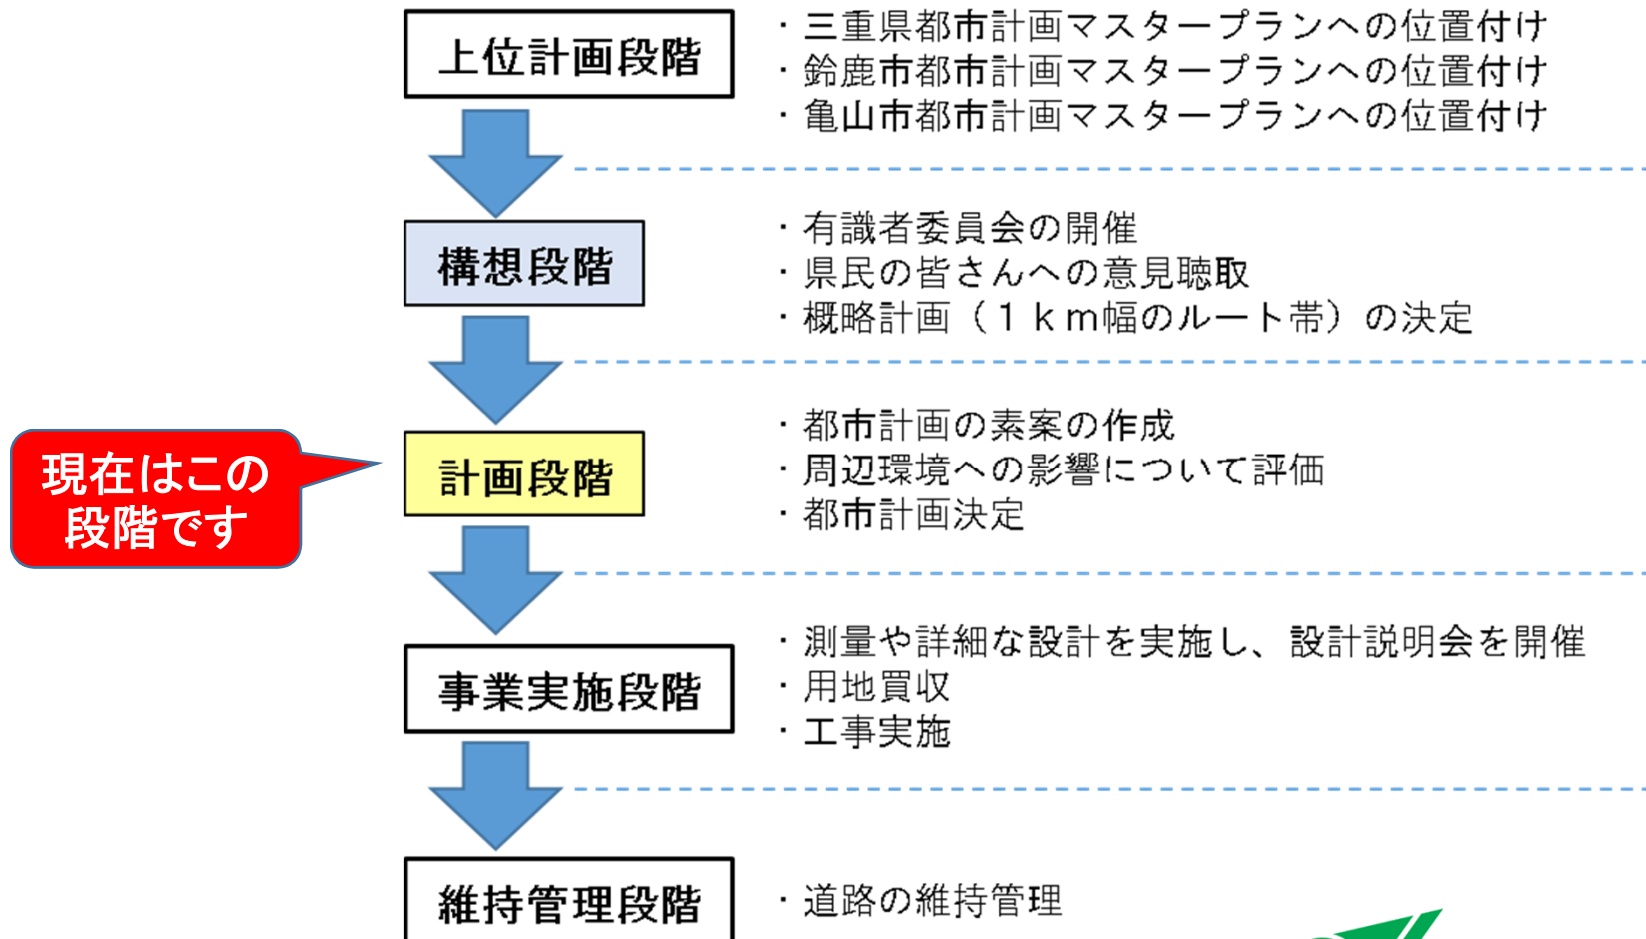 上位計画段階
・三重県都市計画マスタープランへの位置付け
・鈴鹿市都市計画マスタープランへの位置付け
・亀山市都市計画マスタープランへの位置付け
構想段階
・有識者委員会の開催
・県民の皆さんへの意見聴取
・概略計画（１ｋｍ幅のルート帯）の決定
現在はこの
段階です
計画段階
・都市計画の素案の作成
・周辺環境への影響について評価
・都市計画決定
事業実施段階
・測量や詳細な設計を実施し、設計説明会を開催
・用地買収
・工事実施
維持管理段階
・道路の維持管理